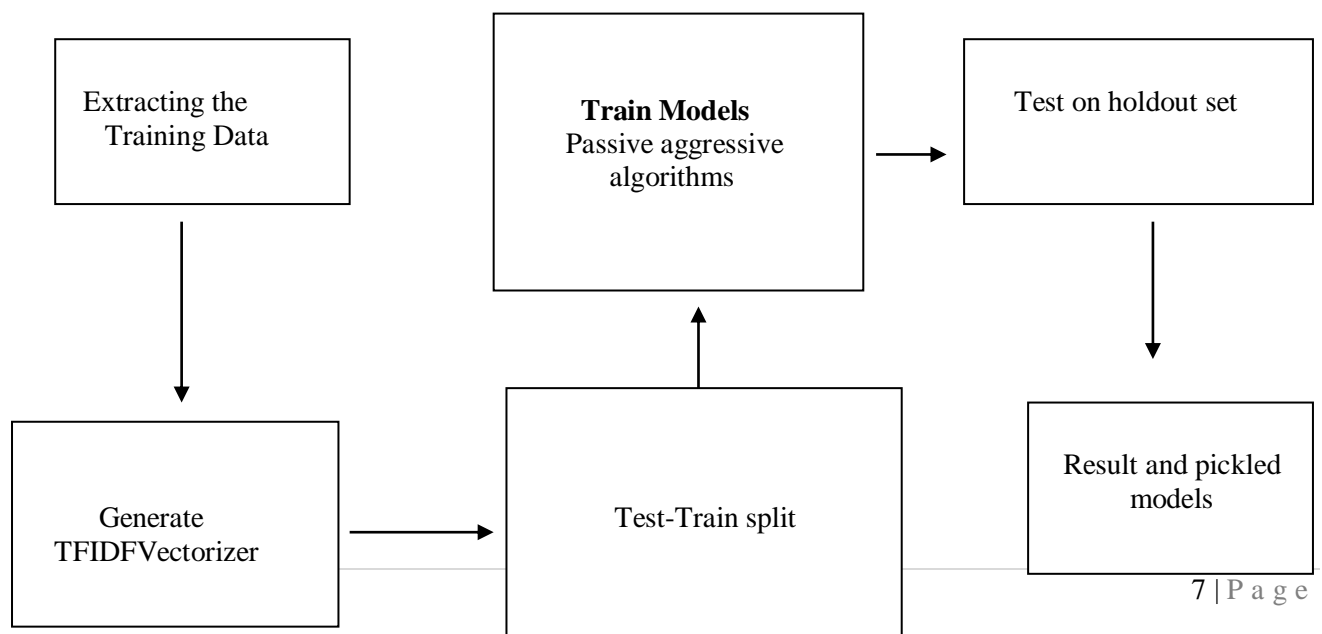 Extracting the
Training Data
Train Models
Passive aggressive
algorithms
Test on holdout set
Generate
TFIDFVectorizer
Test-Train split
Result and pickled
models
7 | P a g e